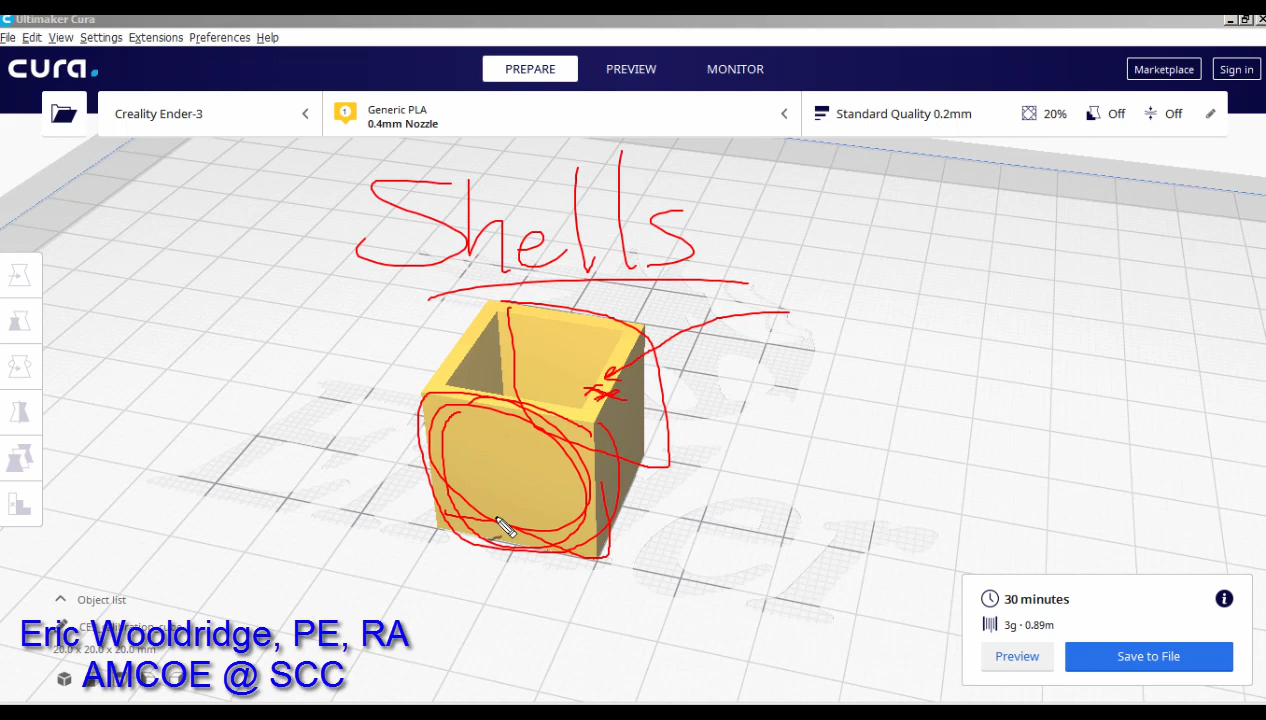 Ultimaker Cura
File Edit View Settings Extensions Preferences Help
cura. PREPARE PREVIEW MONITOR Marketplace Sign in
Creality Ender-3 1 Generic PLA Standard Quality 0.2mm 20% Off Off
0.4mm Nozzle
Shells
Object list
20.0 x 20.0 x 20.0 mm
Eric Wooldridge, PE, RA
AMCOE @ SCC
30 minutes
3g · 0.89m
Preview Save to File